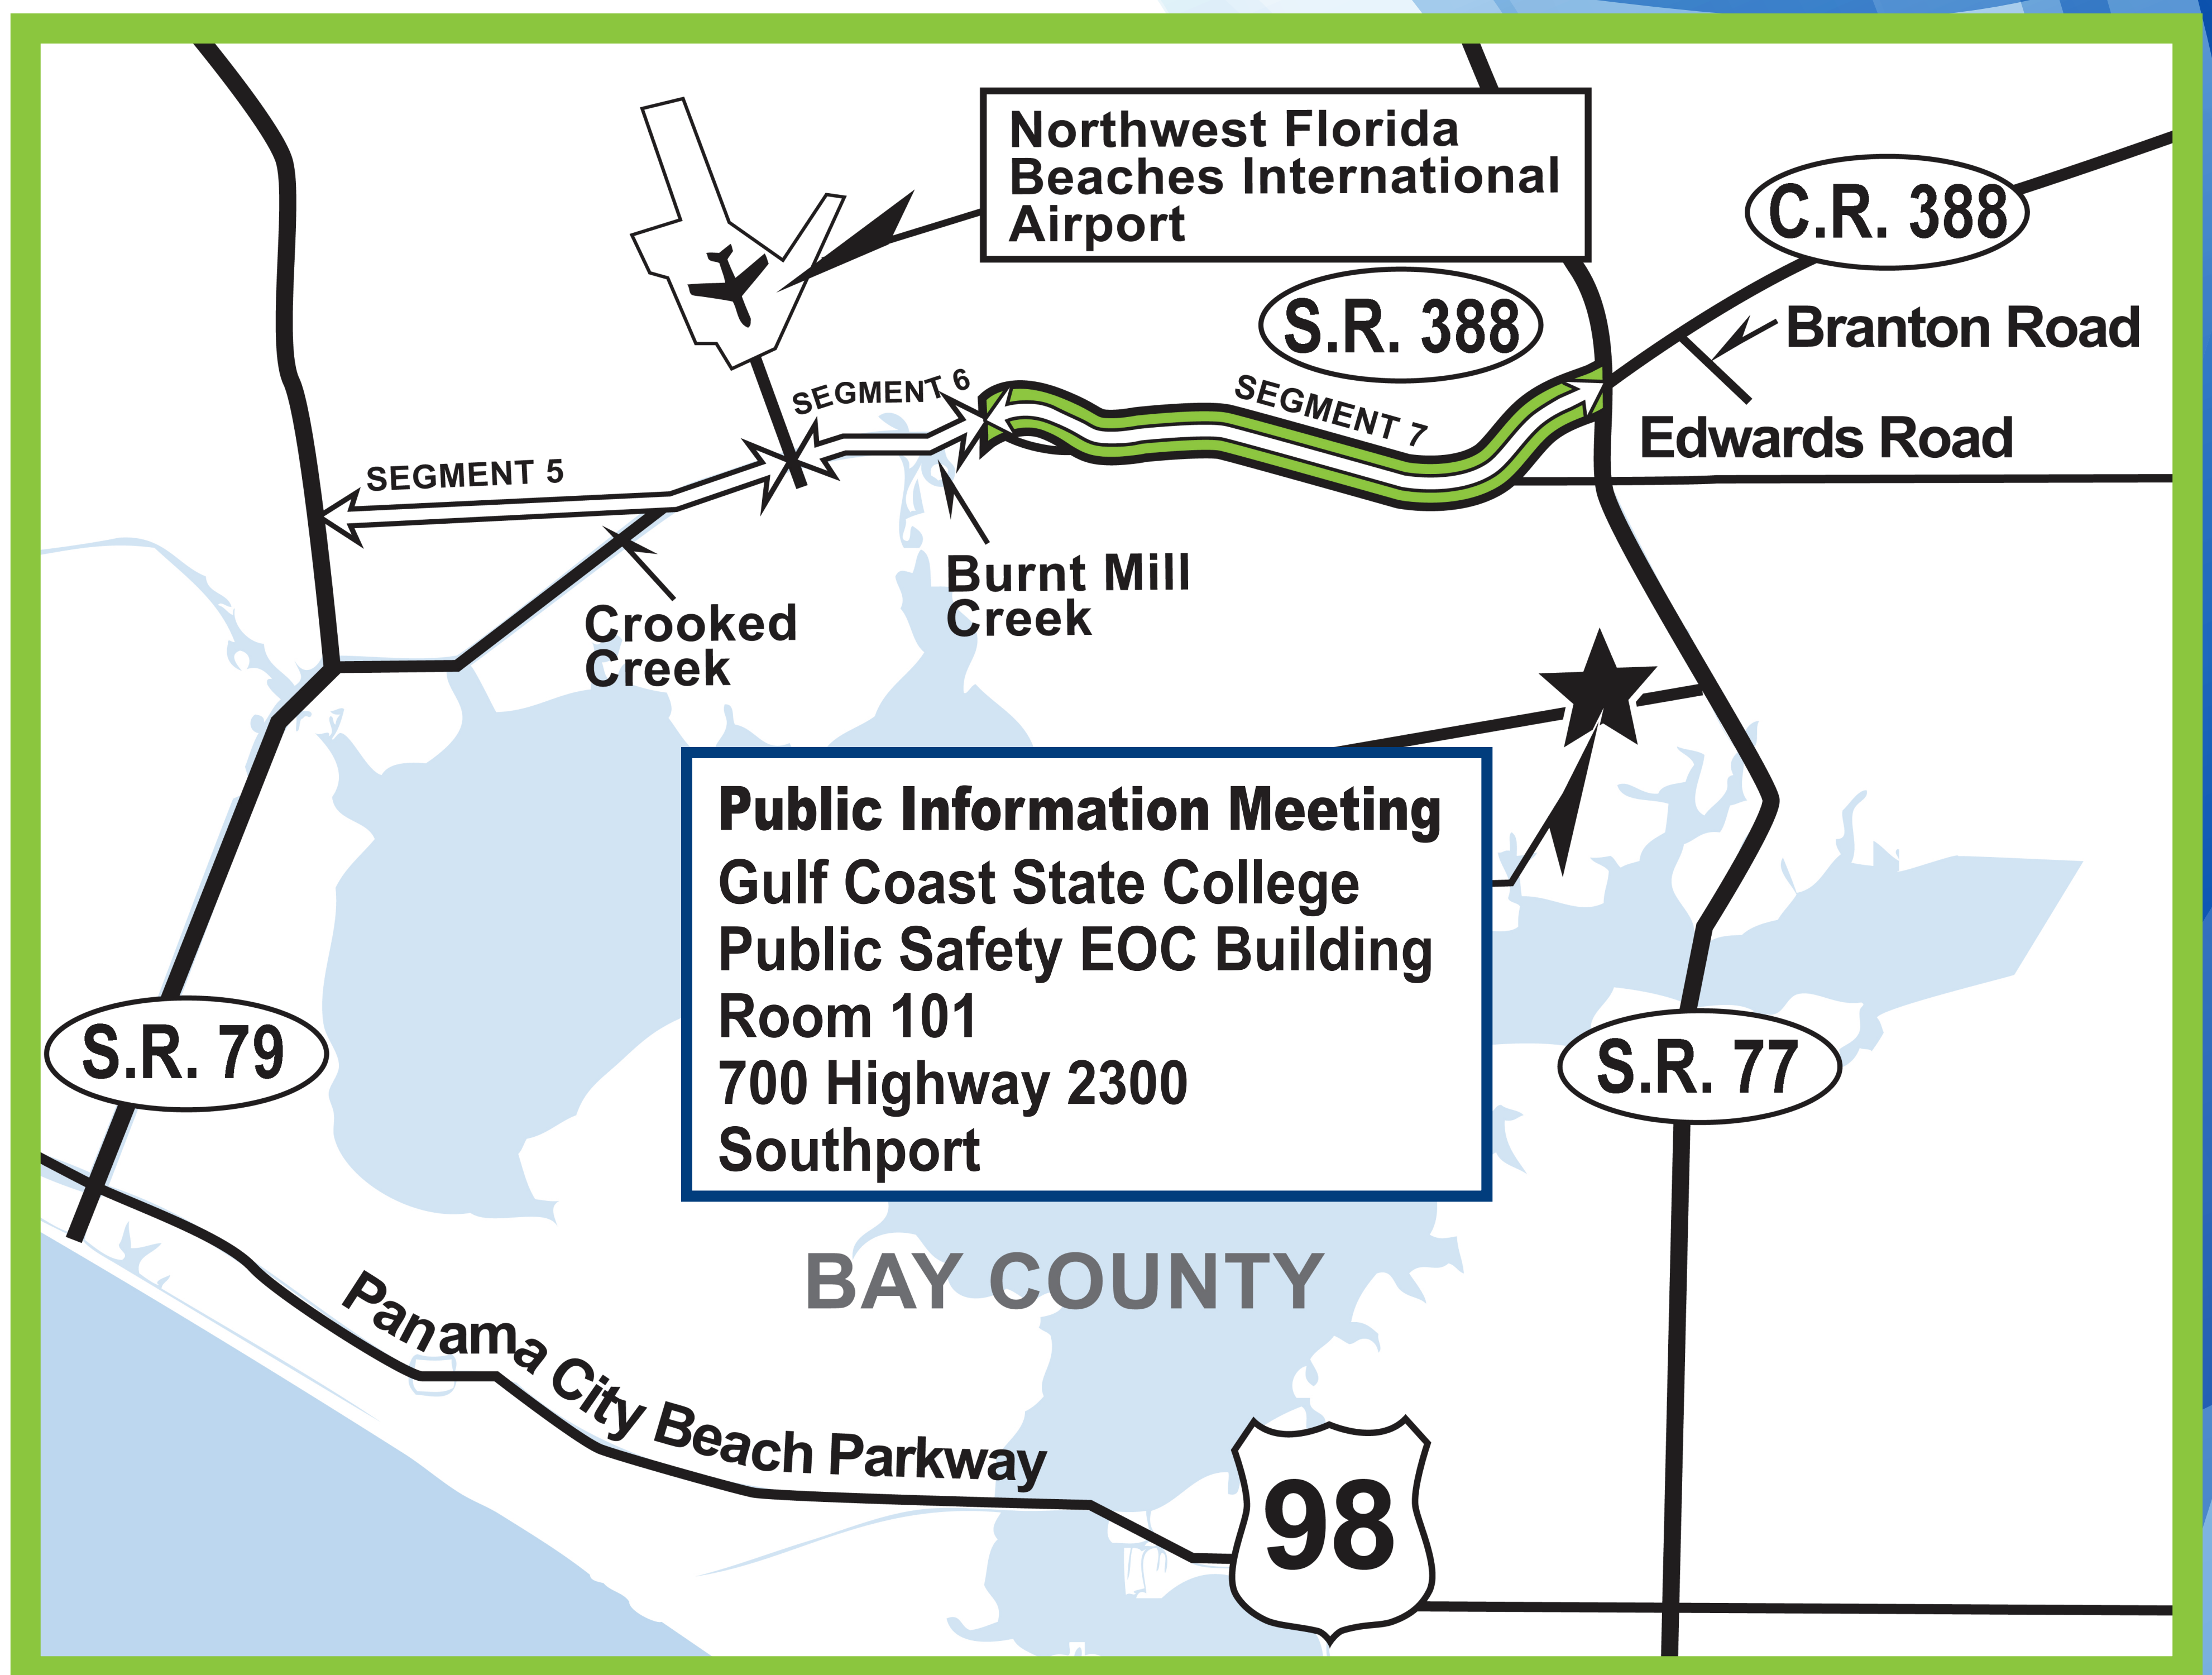 Northwest Florida
Beaches International
Airport
C.R. 388
S.R. 388
Branton Road
SEGMENT 6
SEGMENT 7
Edwards Road
SEGMENT 5
Burnt Mill
Creek
Crooked
Creek
Public Information Meeting
Gulf Coast State College
Public Safety EOC Building
Room 101
700 Highway 2300
Southport
S.R. 79
S.R. 77
BAY COUNTY
Panama City Beach Parkway
98